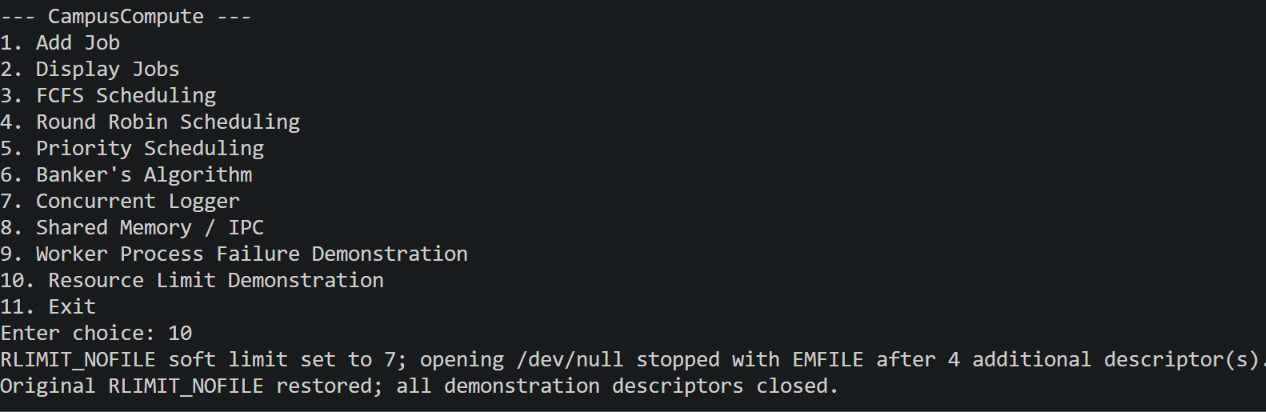 --- CampusCompute ---
1. Add Job
2. Display Jobs
3. FCFS Scheduling
4. Round Robin Scheduling
5. Priority Scheduling
6. Banker's Algorithm
7. Concurrent Logger
8. Shared Memory / IPC
9. Worker Process Failure Demonstration
10. Resource Limit Demonstration
11. Exit
Enter choice: 10
RLIMIT_NOFILE soft limit set to 7; opening /dev/null stopped with EMFILE after 4 additional descriptor(s).
Original RLIMIT_NOFILE restored; all demonstration descriptors closed.